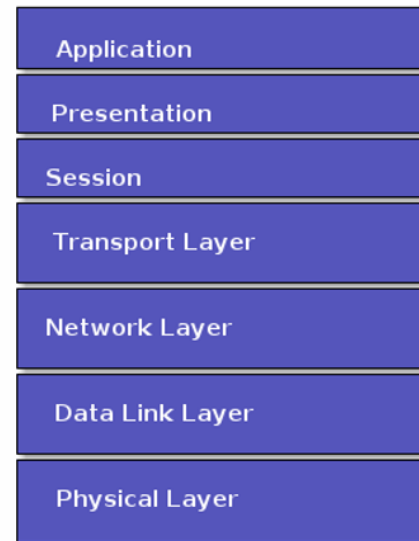 Application
Presentation
Session
Transport Layer
Network Layer
Data Link Layer
Physical Layer